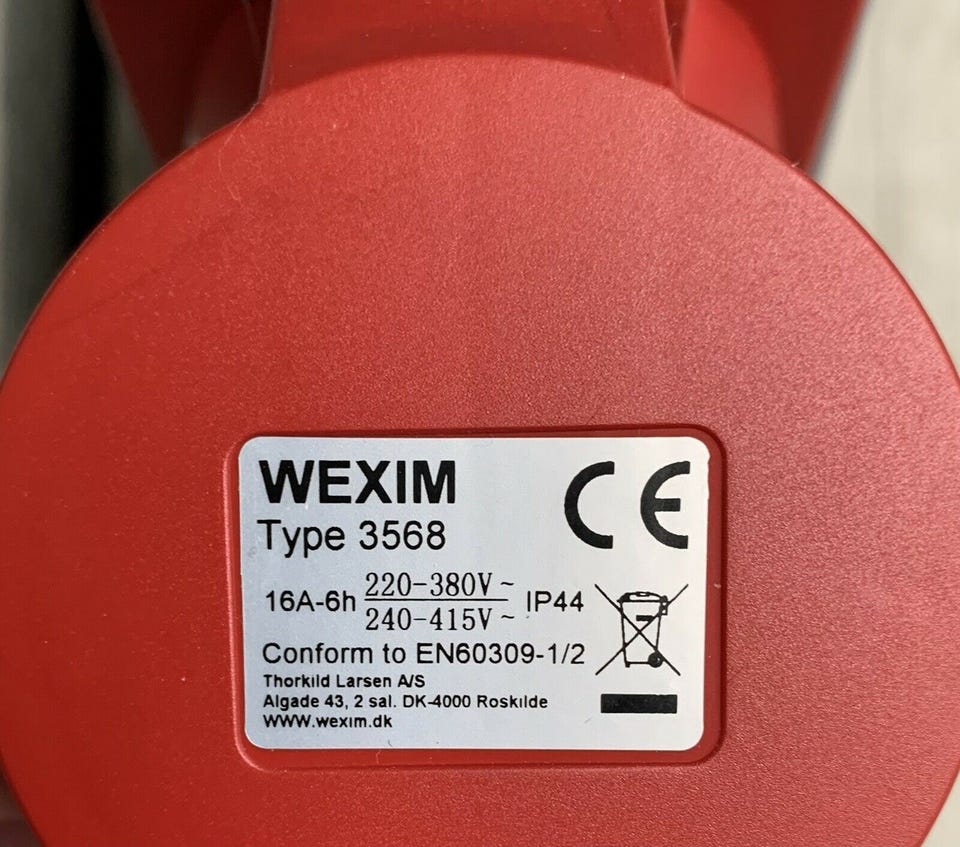 WEXIM
CE
Type 3568
16A-6h 220-380V~ IP44
240-415V~
Conform to EN60309-1/2
Thorkild Larsen A/S
Algade 43, 2 sal. DK-4000 Roskilde
WWW.wexim.dk